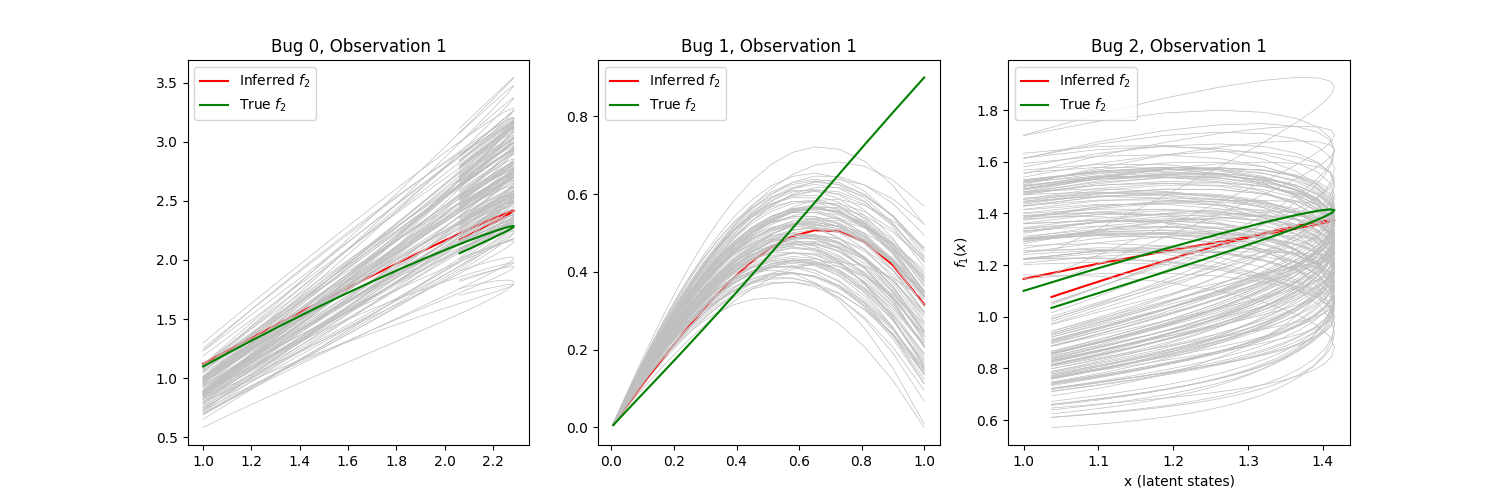 Bug 0, Observation 1
Inferred f₂
True f₂
3.5
3.0
2.5
2.0
1.5
1.0
0.5
1.0 1.2 1.4 1.6 1.8 2.0 2.2
Bug 1, Observation 1
Inferred f₂
True f₂
0.8
0.6
0.4
0.2
0.0
0.0 0.2 0.4 0.6 0.8 1.0
Bug 2, Observation 1
Inferred f₂
True f₂
f₁(x)
1.8
1.6
1.4
1.2
1.0
0.8
0.6
1.0 1.1 1.2 1.3 1.4
x (latent states)